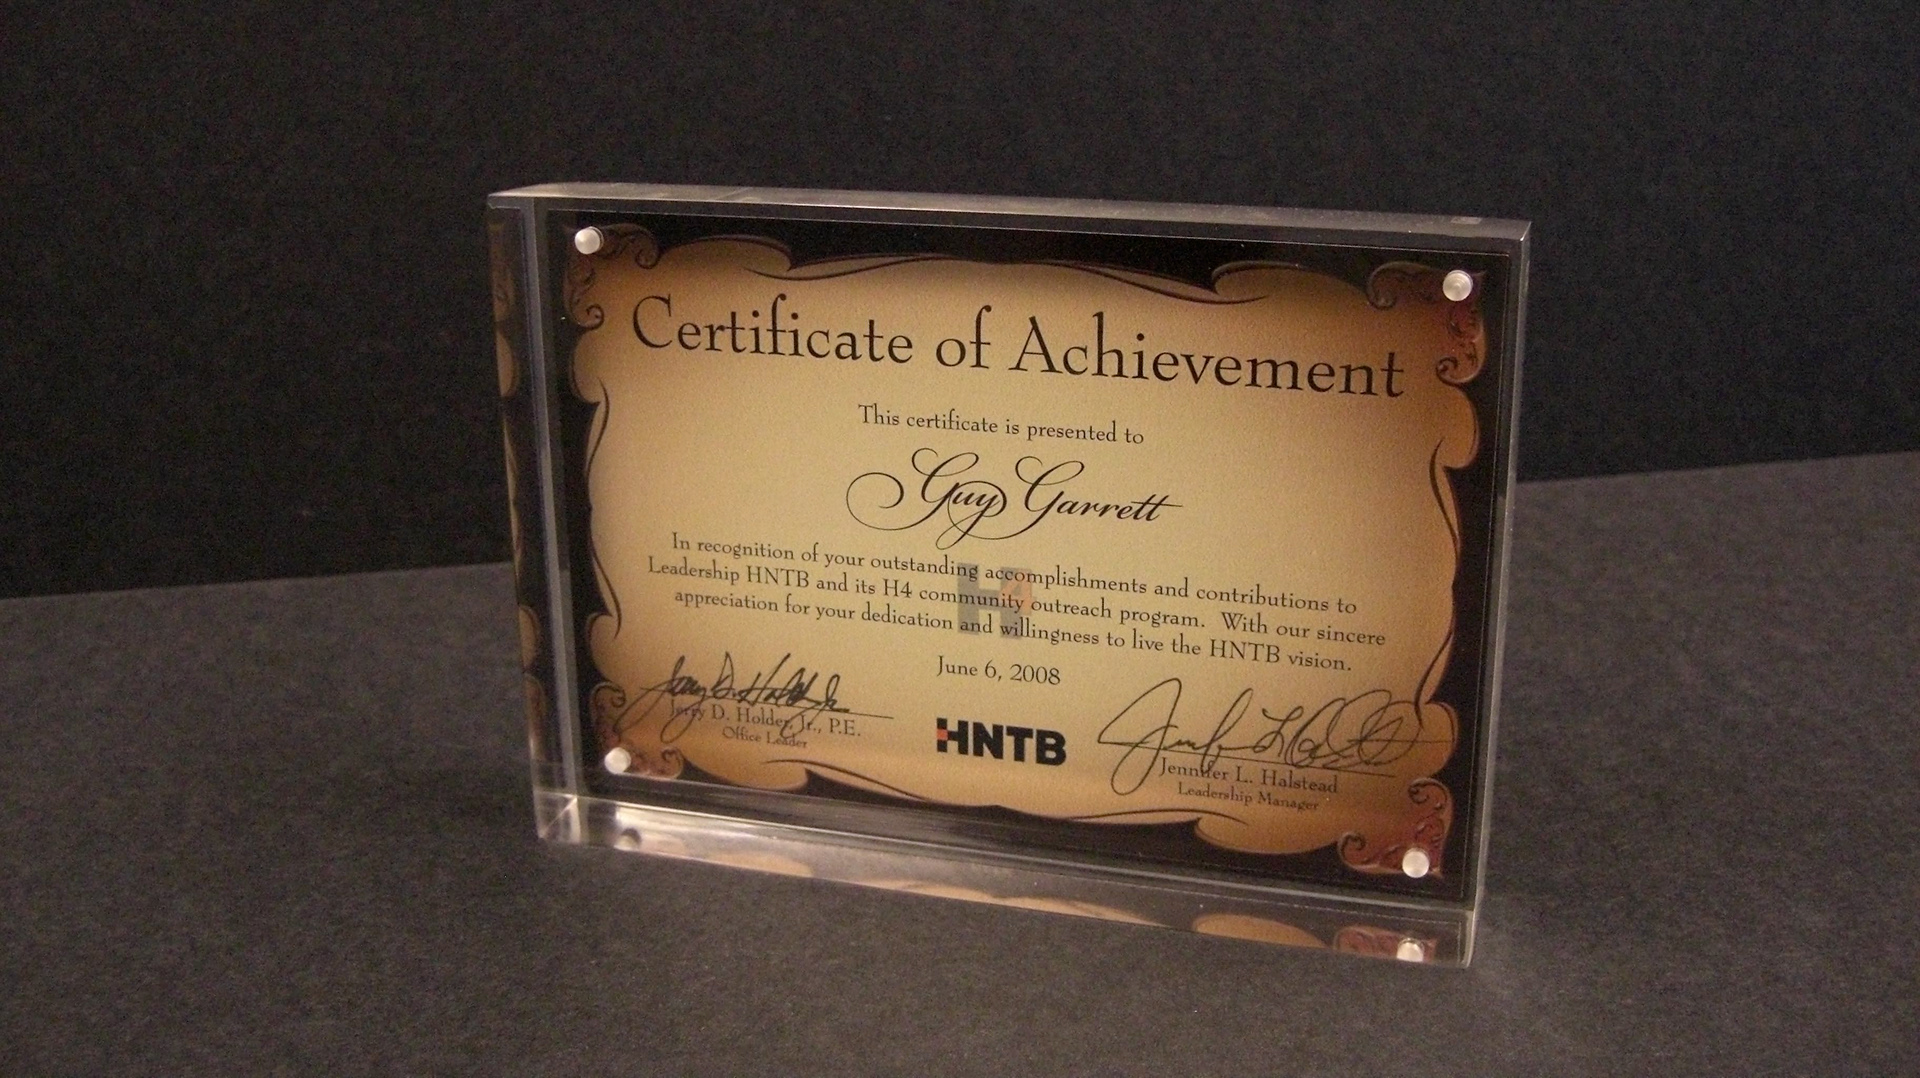 Certificate of Achievement
This certificate is presented to
Guy Garrett
In recognition of your outstanding accomplishments and contributions to
Leadership HNTB and its H4 community outreach program. With our sincere
appreciation for your dedication and willingness to live the HNTB vision.
June 6, 2008
Jerry D. Holder, Jr., P.E.
Office Leader
HNTB
Jennifer L. Halstead
Leadership Manager